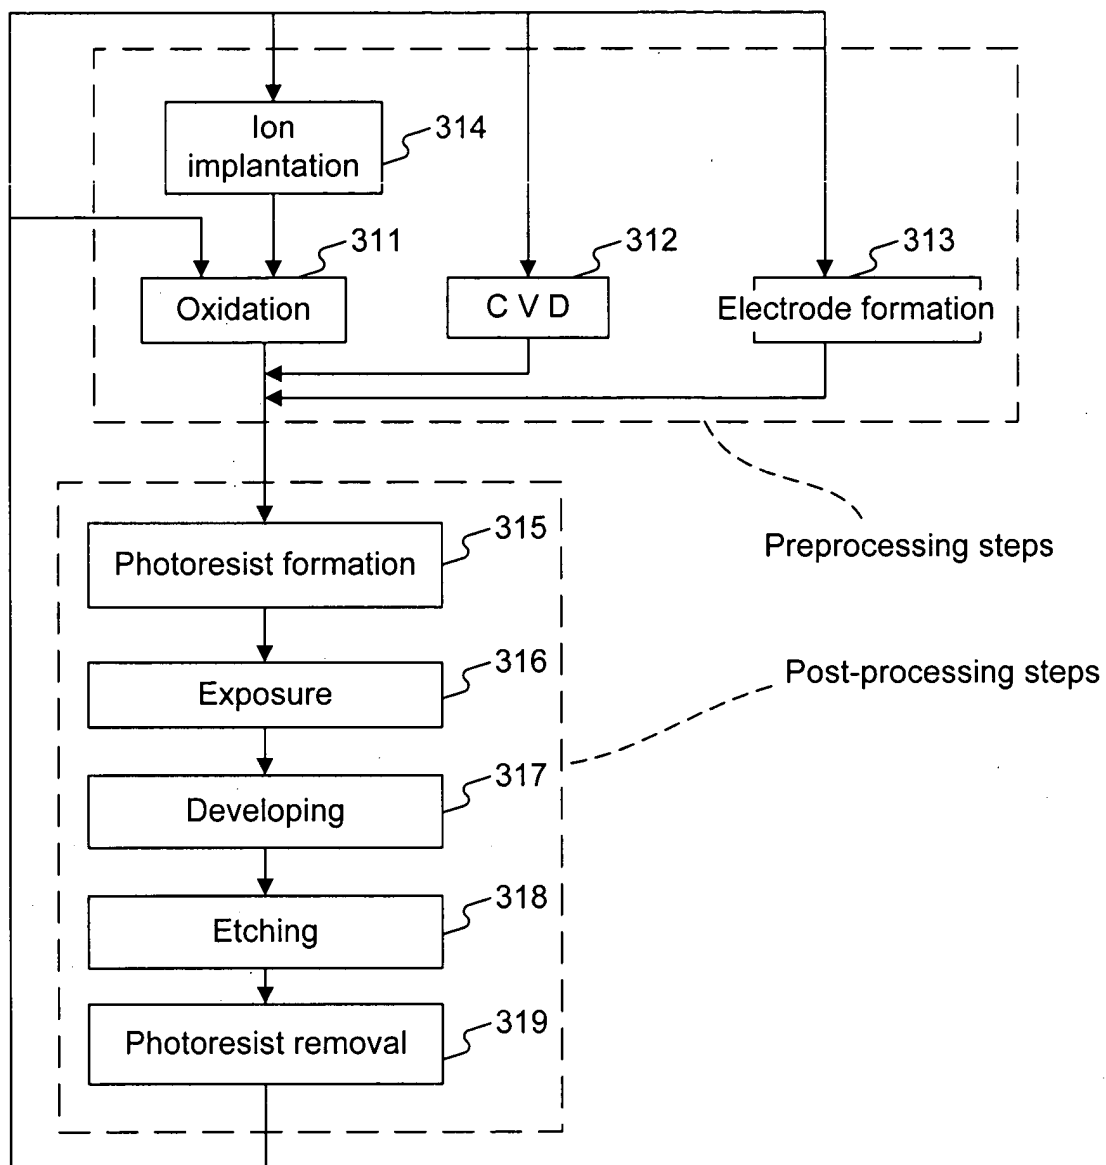 Ion
implantation
314
311
312
313
Oxidation
C V D
Electrode formation
315
Photoresist formation
Preprocessing steps
316
Exposure
Post-processing steps
317
Developing
318
Etching
319
Photoresist removal